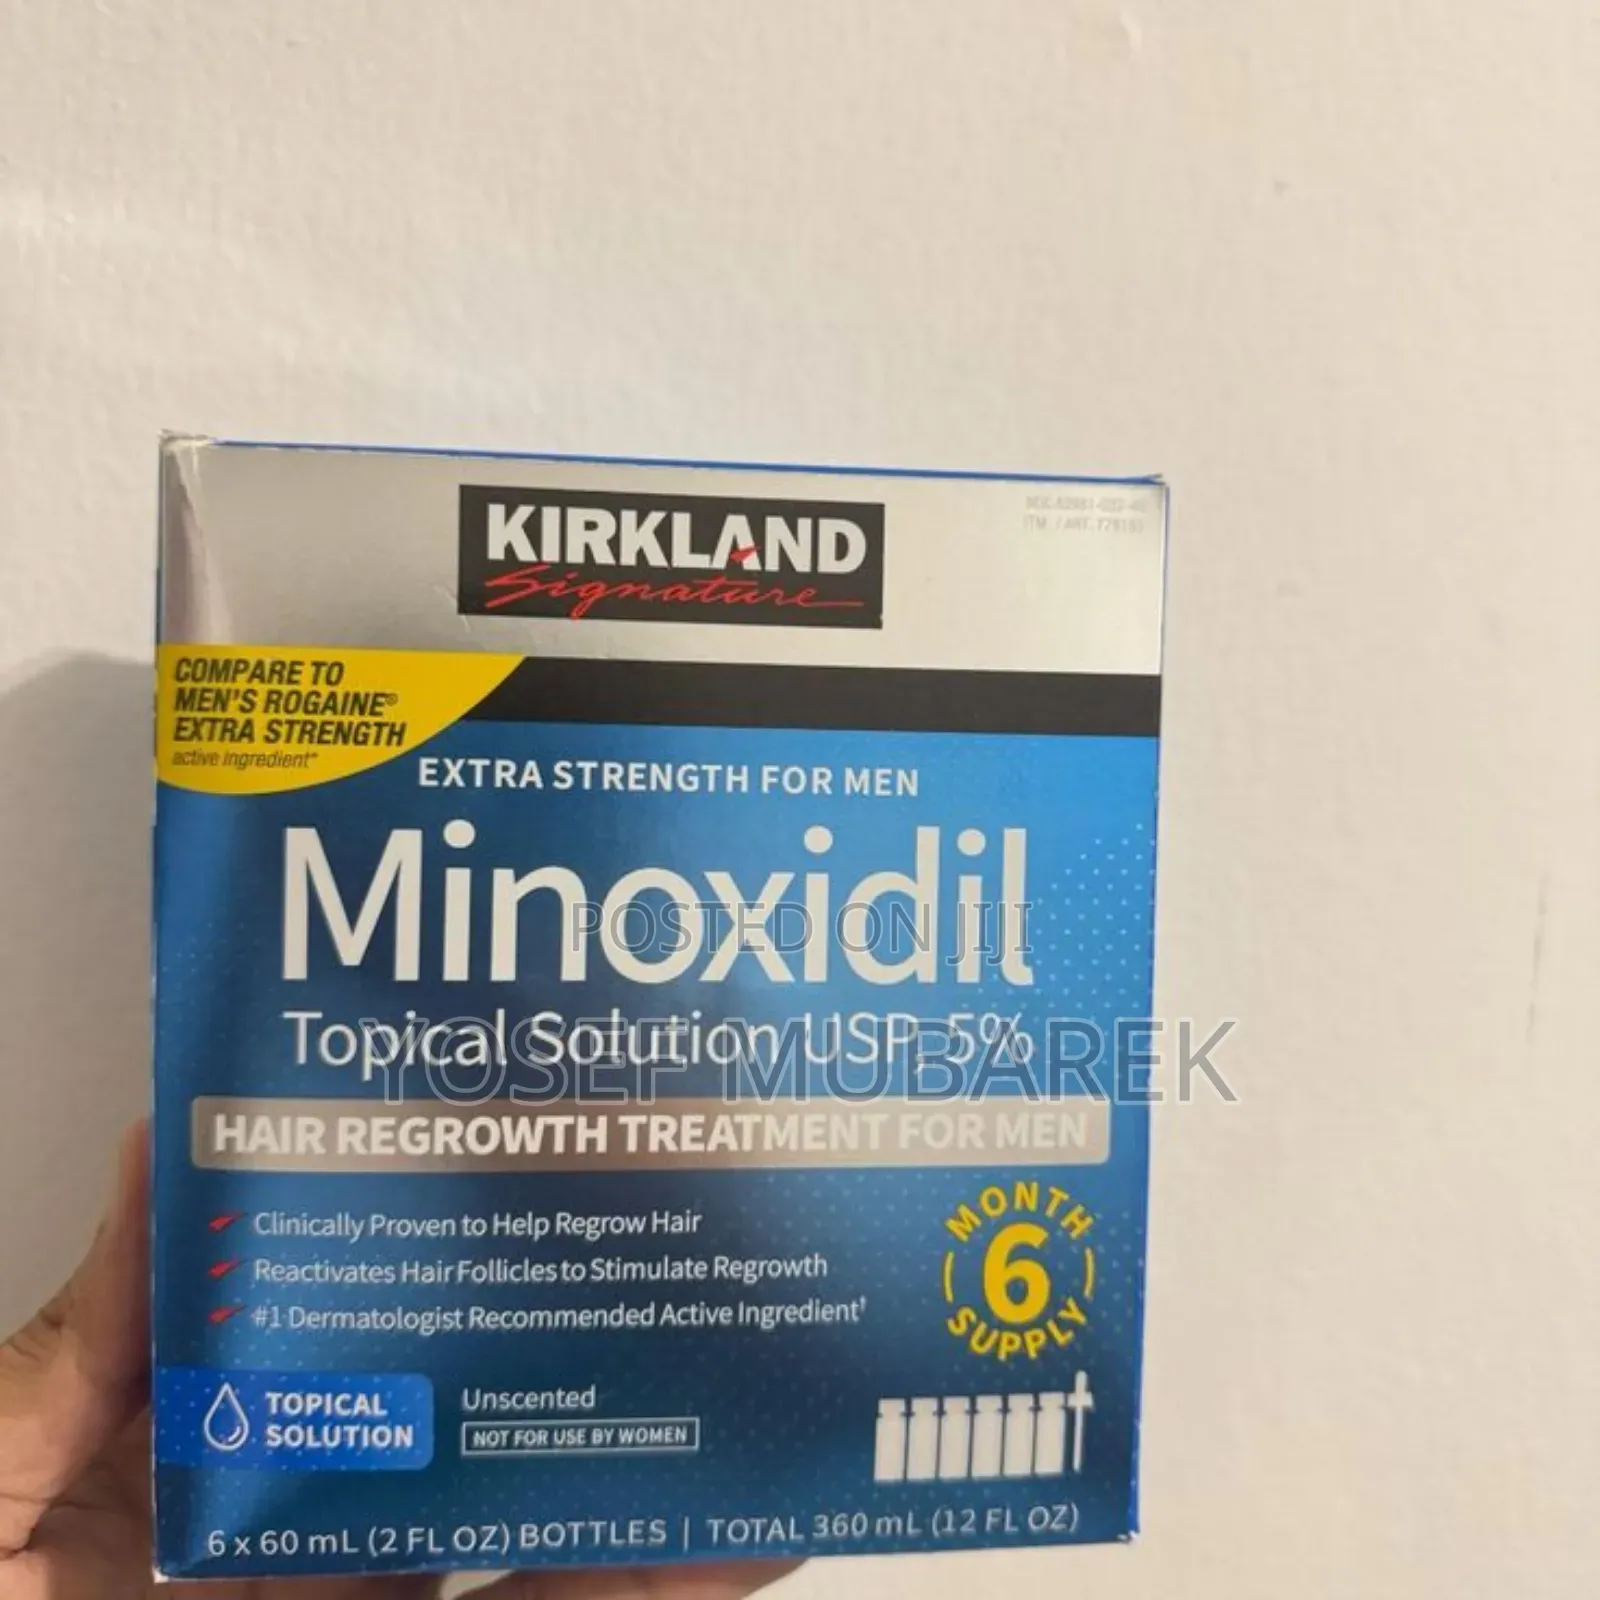 KIRKLAND
Signature
COMPARE TO
MEN'S ROGAINE®
EXTRA STRENGTH
active ingredient*
EXTRA STRENGTH FOR MEN
Minoxidil
POSTED ON JIJI
Topical Solution USP, 5%
YOSEF MUBAREK
HAIR REGROWTH TREATMENT FOR MEN
Clinically Proven to Help Regrow Hair
Reactivates Hair Follicles to Stimulate Regrowth
#1 Dermatologist Recommended Active Ingredient†
6 MONTH SUPPLY
TOPICAL
SOLUTION
Unscented
NOT FOR USE BY WOMEN
6 x 60 mL (2 FL OZ) BOTTLES | TOTAL 360 mL (12 FL OZ)